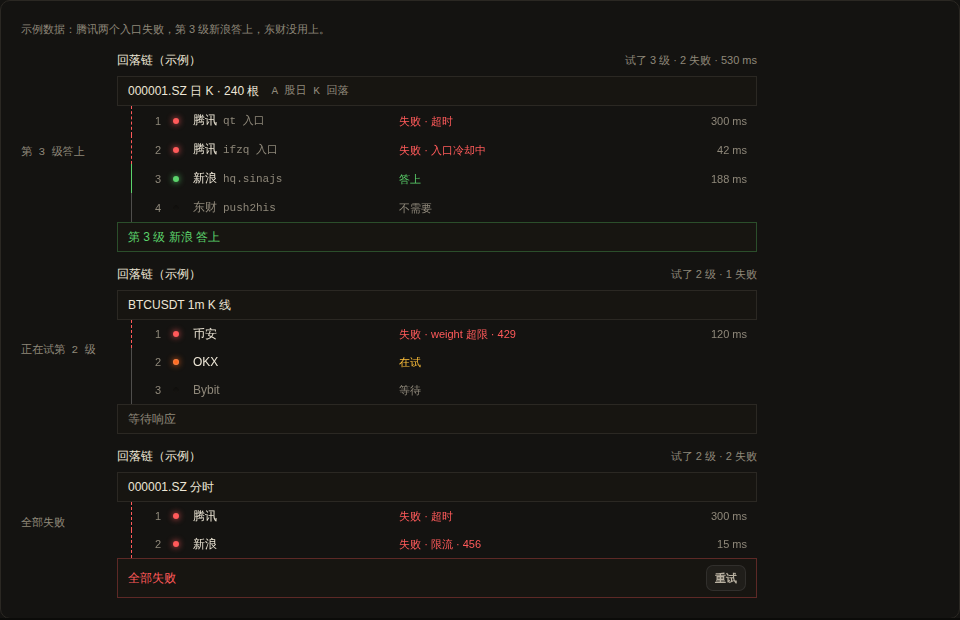 示例数据：腾讯两个入口失败，第 3 级新浪答上，东财没用上。
回落链（示例） 试了 3 级 · 2 失败 · 530 ms
000001.SZ 日 K · 240 根 A 股日 K 回落
1 腾讯 qt 入口 失败 · 超时 300 ms
第 3 级答上
2 腾讯 ifzq 入口 失败 · 入口冷却中 42 ms
3 新浪 hq.sinajs 答上 188 ms
4 东财 push2his 不需要
第 3 级 新浪 答上
回落链（示例） 试了 2 级 · 1 失败
BTCUSDT 1m K 线
1 币安 失败 · weight 超限 · 429 120 ms
正在试第 2 级
2 OKX 在试
3 Bybit 等待
等待响应
回落链（示例） 试了 2 级 · 2 失败
000001.SZ 分时
1 腾讯 失败 · 超时 300 ms
全部失败
2 新浪 失败 · 限流 · 456 15 ms
全部失败 重试